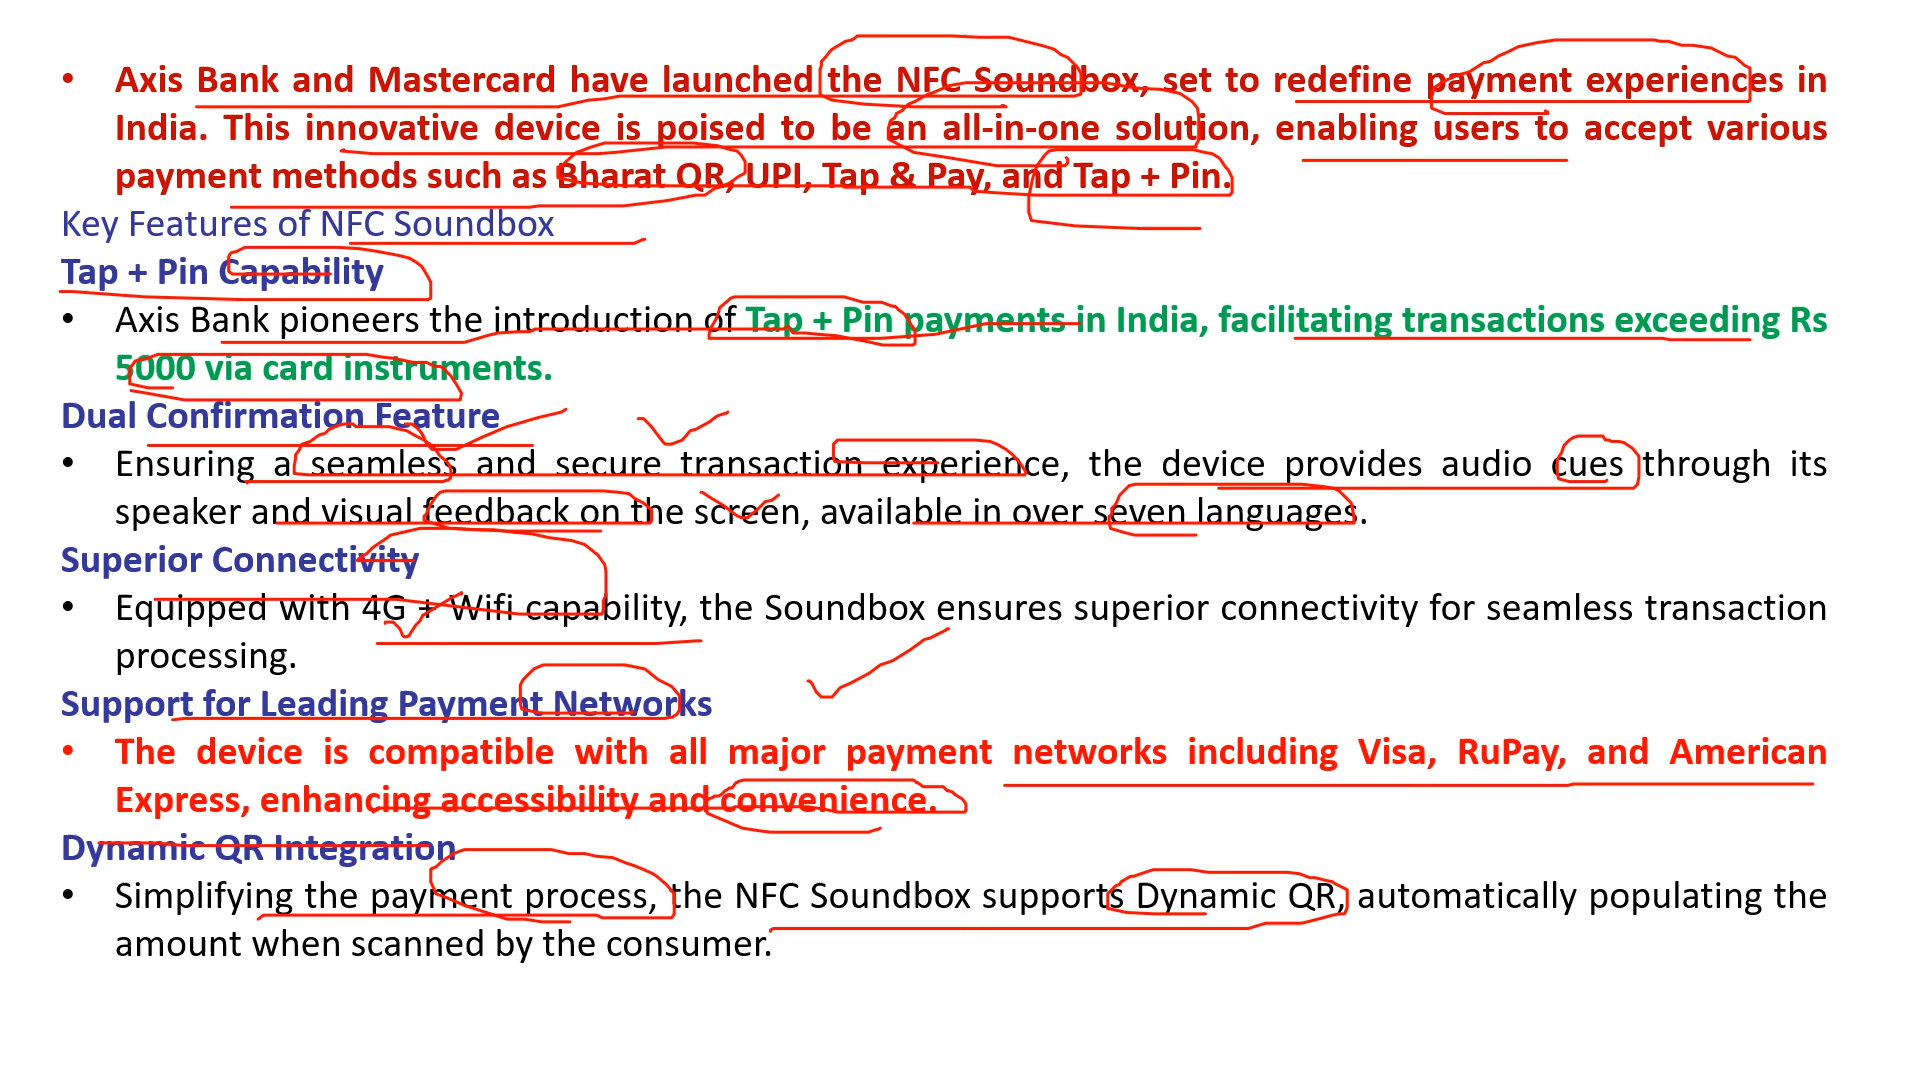 • Axis Bank and Mastercard have launched the NFC Soundbox, set to redefine payment experiences in
India. This innovative device is poised to be an all-in-one solution, enabling users to accept various
payment methods such as Bharat QR, UPI, Tap & Pay, and Tap + Pin.
Key Features of NFC Soundbox
Tap + Pin Capability
• Axis Bank pioneers the introduction of Tap + Pin payments in India, facilitating transactions exceeding Rs
5000 via card instruments.
Dual Confirmation Feature
• Ensuring a seamless and secure transaction experience, the device provides audio cues through its
speaker and visual feedback on the screen, available in over seven languages.
Superior Connectivity
• Equipped with 4G + Wifi capability, the Soundbox ensures superior connectivity for seamless transaction
processing.
Support for Leading Payment Networks
• The device is compatible with all major payment networks including Visa, RuPay, and American
Express, enhancing accessibility and convenience.
Dynamic QR Integration
• Simplifying the payment process, the NFC Soundbox supports Dynamic QR, automatically populating the
amount when scanned by the consumer.